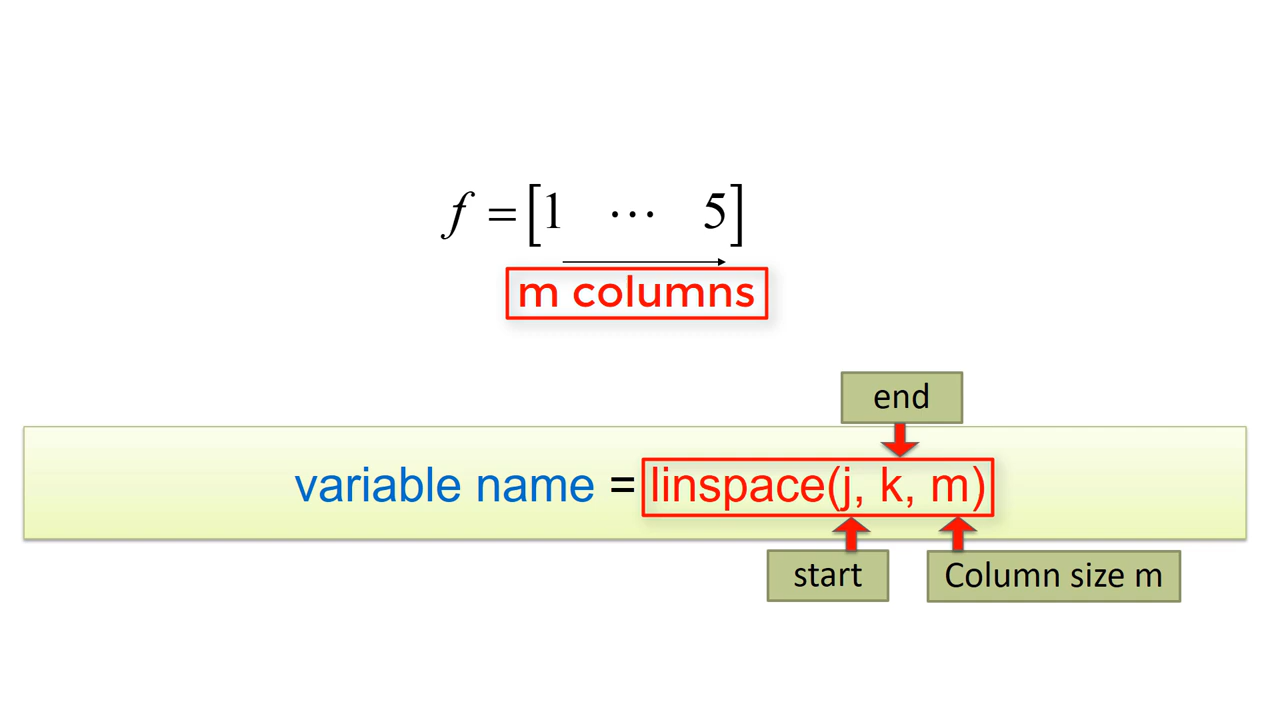 f = [1 ⋯ 5]
m columns
end
variable name = linspace(j, k, m)
start
Column size m